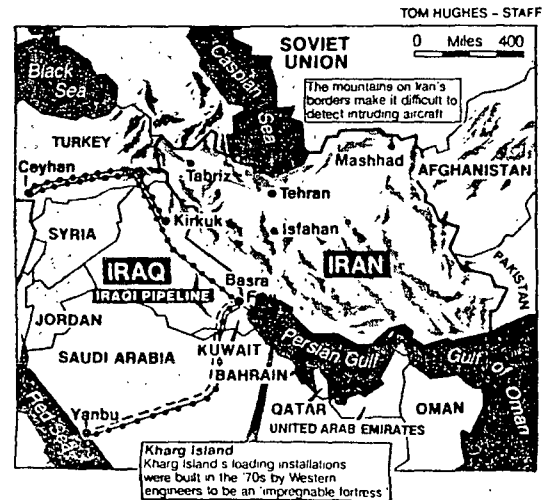 TOM HUGHES - STAFF
SOVIET
UNION
0 Miles 400
Black
Sea
Caspian
Sea
The mountains on Iran's
borders make it difficult to
detect intruding aircraft
TURKEY
Ceyhan
Tabriz
Mashhad
AFGHANISTAN
Tehran
Kirkuk
SYRIA
Isfahan
IRAQ
IRAN
IRAQI PIPELINE
Basra
PAKISTAN
JORDAN
KUWAIT
Persian Gulf
SAUDI ARABIA
BAHRAIN
Gulf of Oman
Red Sea
Yanbu
QATAR
OMAN
UNITED ARAB EMIRATES
Kharg Island
Kharg Island s loading installations
were built in the '70s by Western
engineers to be an 'impregnable fortress'